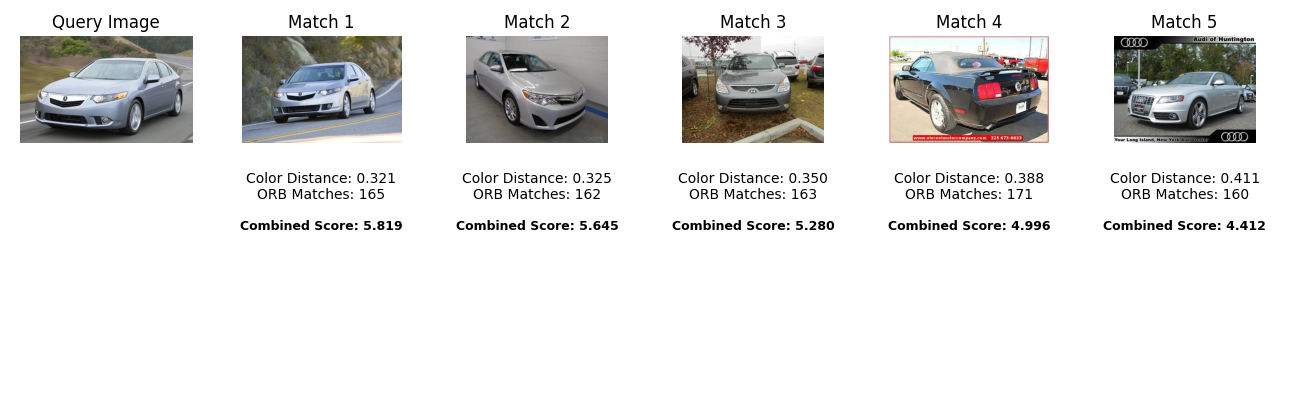 Query Image
Match 1
Match 2
Match 3
Match 4
Match 5
Audi of Huntington
Color Distance: 0.321
ORB Matches: 165
Combined Score: 5.819
Color Distance: 0.325
ORB Matches: 162
Combined Score: 5.645
Color Distance: 0.350
ORB Matches: 163
Combined Score: 5.280
Color Distance: 0.388
ORB Matches: 171
Combined Score: 4.996
Color Distance: 0.411
ORB Matches: 160
Combined Score: 4.412